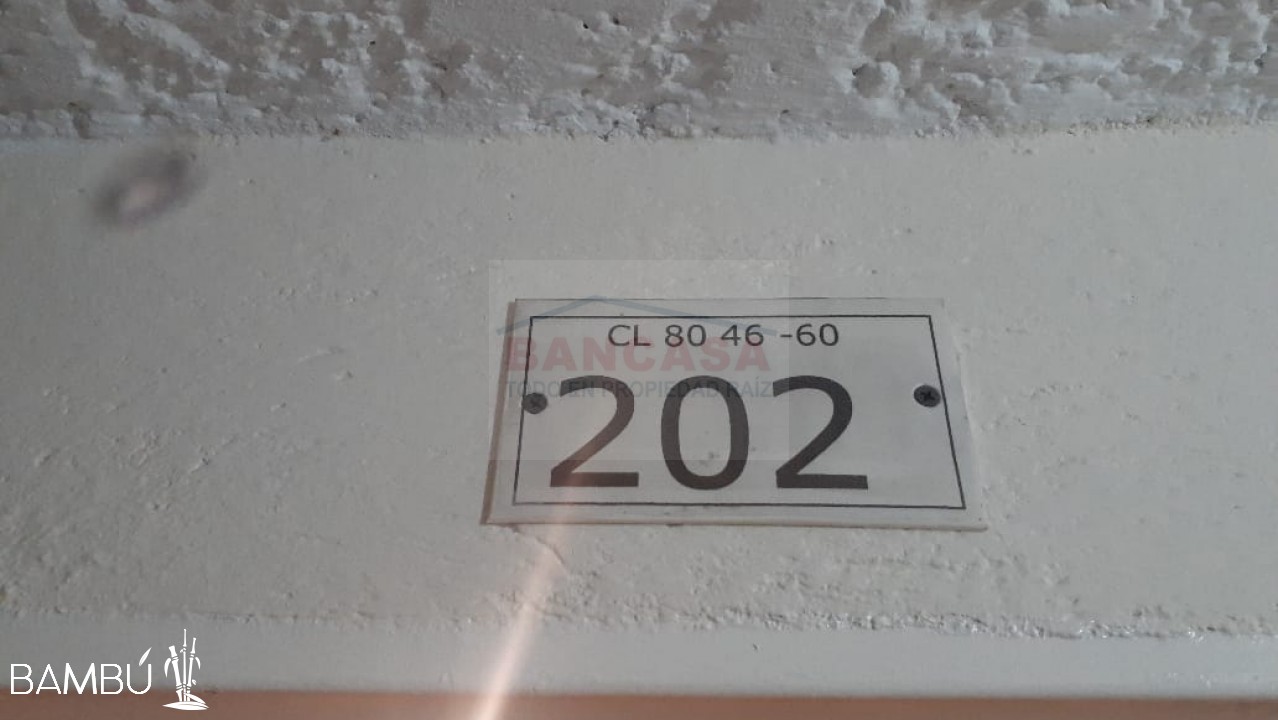 CL 80 46 -60
BANCASA
TODO EN PROPIEDAD RAÍZ
202
BAMBÚ